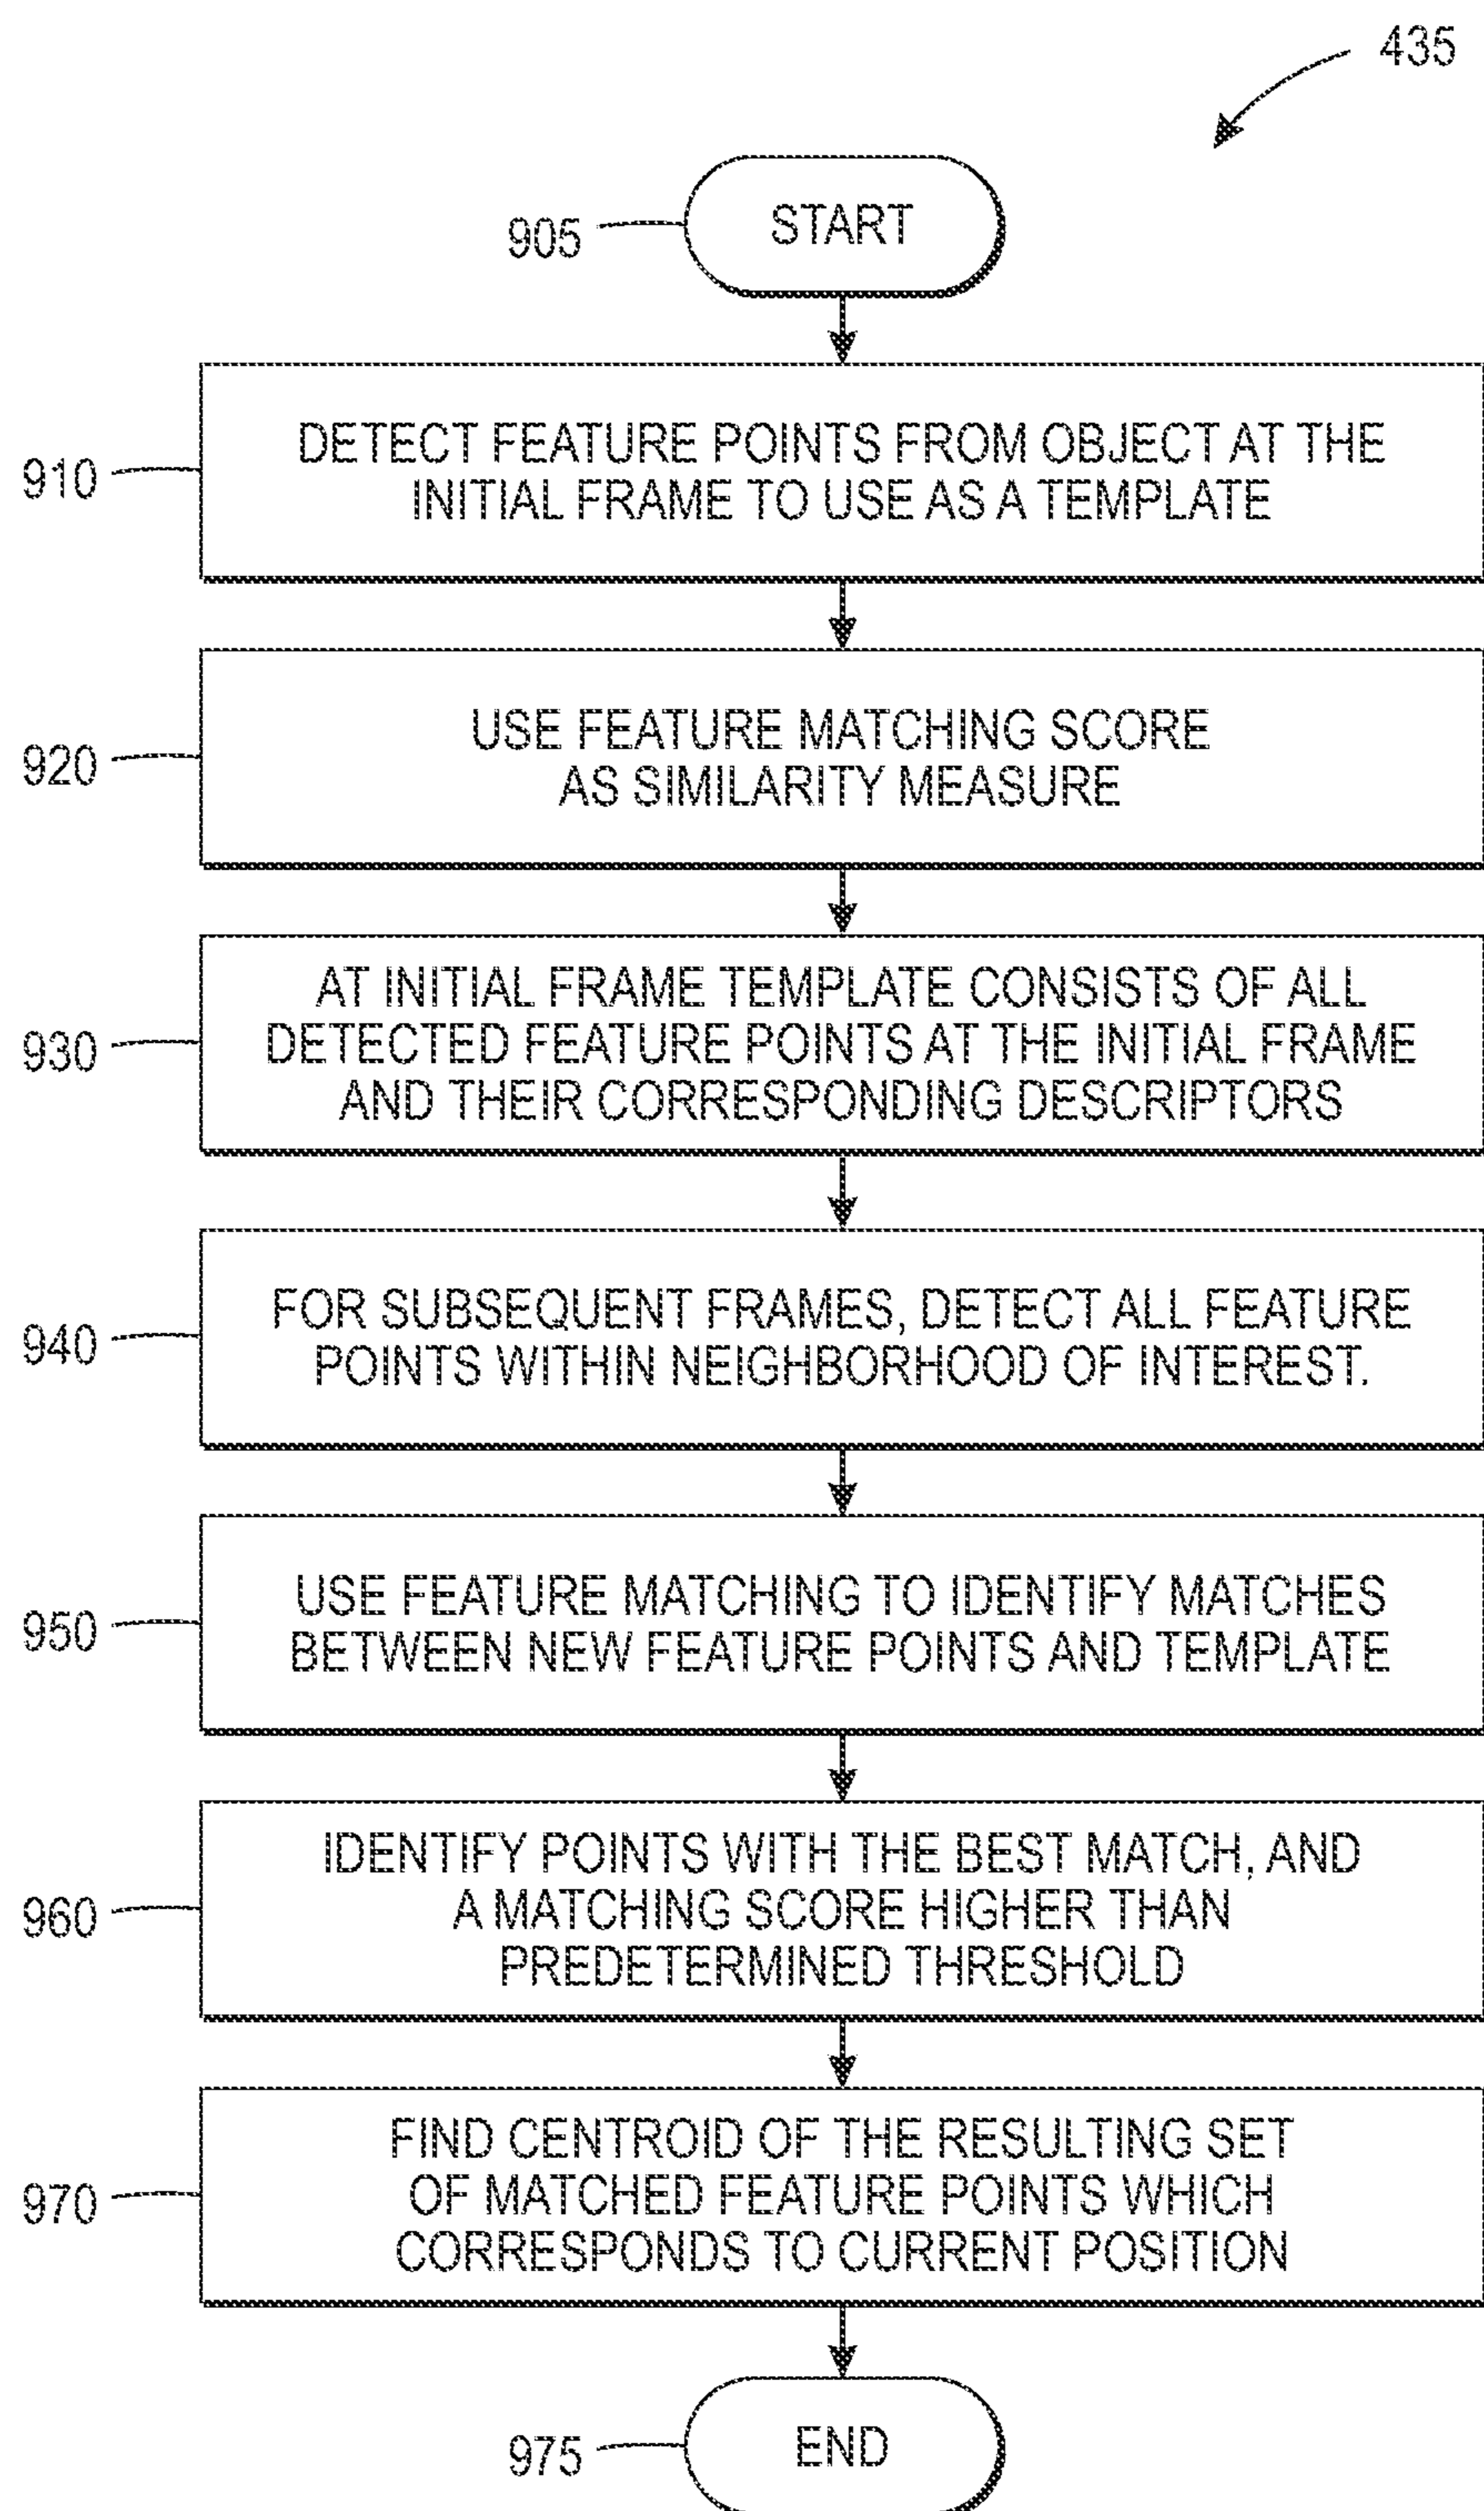 435
905
START
910
DETECT FEATURE POINTS FROM OBJECT AT THE
INITIAL FRAME TO USE AS A TEMPLATE
920
USE FEATURE MATCHING SCORE
AS SIMILARITY MEASURE
930
AT INITIAL FRAME TEMPLATE CONSISTS OF ALL
DETECTED FEATURE POINTS AT THE INITIAL FRAME
AND THEIR CORRESPONDING DESCRIPTORS
940
FOR SUBSEQUENT FRAMES, DETECT ALL FEATURE
POINTS WITHIN NEIGHBORHOOD OF INTEREST.
950
USE FEATURE MATCHING TO IDENTIFY MATCHES
BETWEEN NEW FEATURE POINTS AND TEMPLATE
960
IDENTIFY POINTS WITH THE BEST MATCH, AND
A MATCHING SCORE HIGHER THAN
PREDETERMINED THRESHOLD
970
FIND CENTROID OF THE RESULTING SET
OF MATCHED FEATURE POINTS WHICH
CORRESPONDS TO CURRENT POSITION
975
END